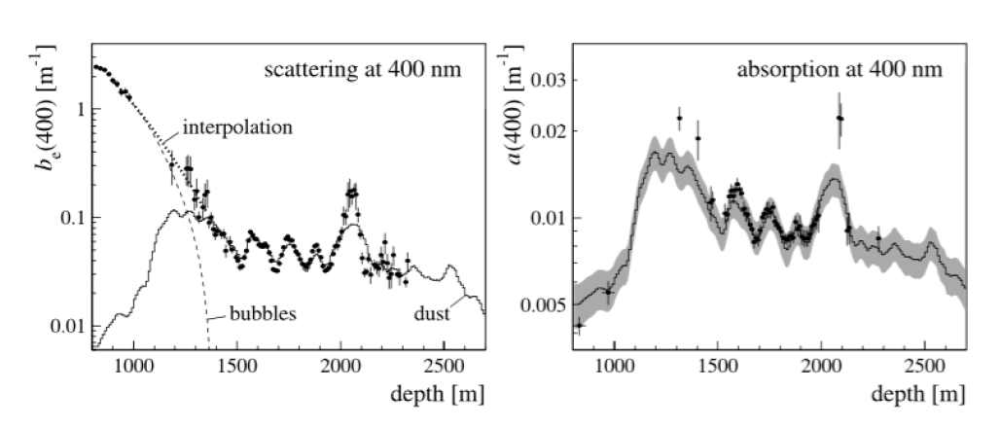 scattering at 400 nm
b_e(400) [m⁻¹]
1
0.1
0.01
interpolation
bubbles
dust
1000 1500 2000 2500
depth [m]
absorption at 400 nm
a(400) [m⁻¹]
0.03
0.02
0.01
0.005
1000 1500 2000 2500
depth [m]